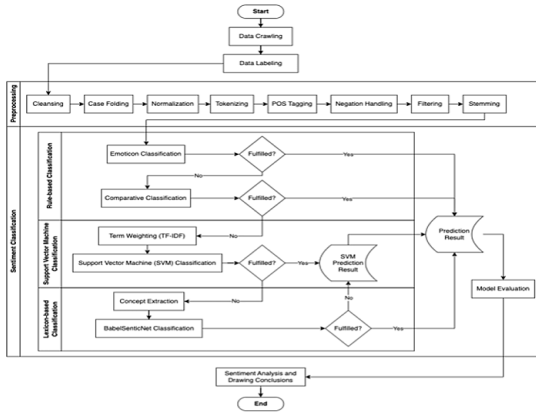 Start
Data Crawling
Data Labeling
Preprocessing
Cleansing
Case Folding
Normalization
Tokenizing
POS Tagging
Negation Handling
Filtering
Stemming
Sentiment Classification
Rule-based Classification
Emoticon Classification
Fulfilled?
Yes
No
Comparative Classification
Fulfilled?
Yes
No
Support Vector Machine
Classification
Term Weighting (TF-IDF)
Support Vector Machine (SVM) Classification
Fulfilled?
Yes
No
SVM
Prediction
Result
Prediction
Result
Model Evaluation
Lexicon-based
Classification
Concept Extraction
BabelSenticNet Classification
Fulfilled?
No
Yes
Sentiment Analysis and
Drawing Conclusions
End